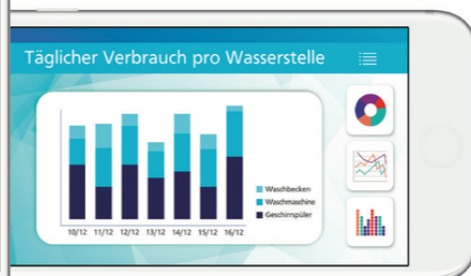 Täglicher Verbrauch pro Wasserstelle
Waschbecken
Waschmaschine
Geschirrspüler
10/12 11/12 12/12 13/12 14/12 15/12 16/12